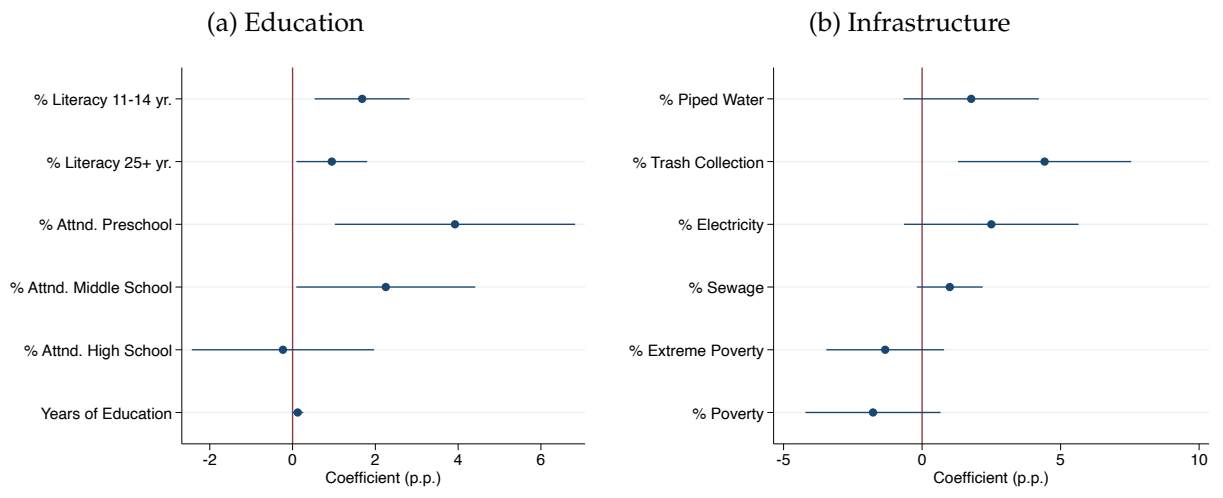 (a) Education
% Literacy 11-14 yr.
% Literacy 25+ yr.
% Attnd. Preschool
% Attnd. Middle School
% Attnd. High School
Years of Education
-2 0 2 4 6
Coefficient (p.p.)
(b) Infrastructure
% Piped Water
% Trash Collection
% Electricity
% Sewage
% Extreme Poverty
% Poverty
-5 0 5 10
Coefficient (p.p.)